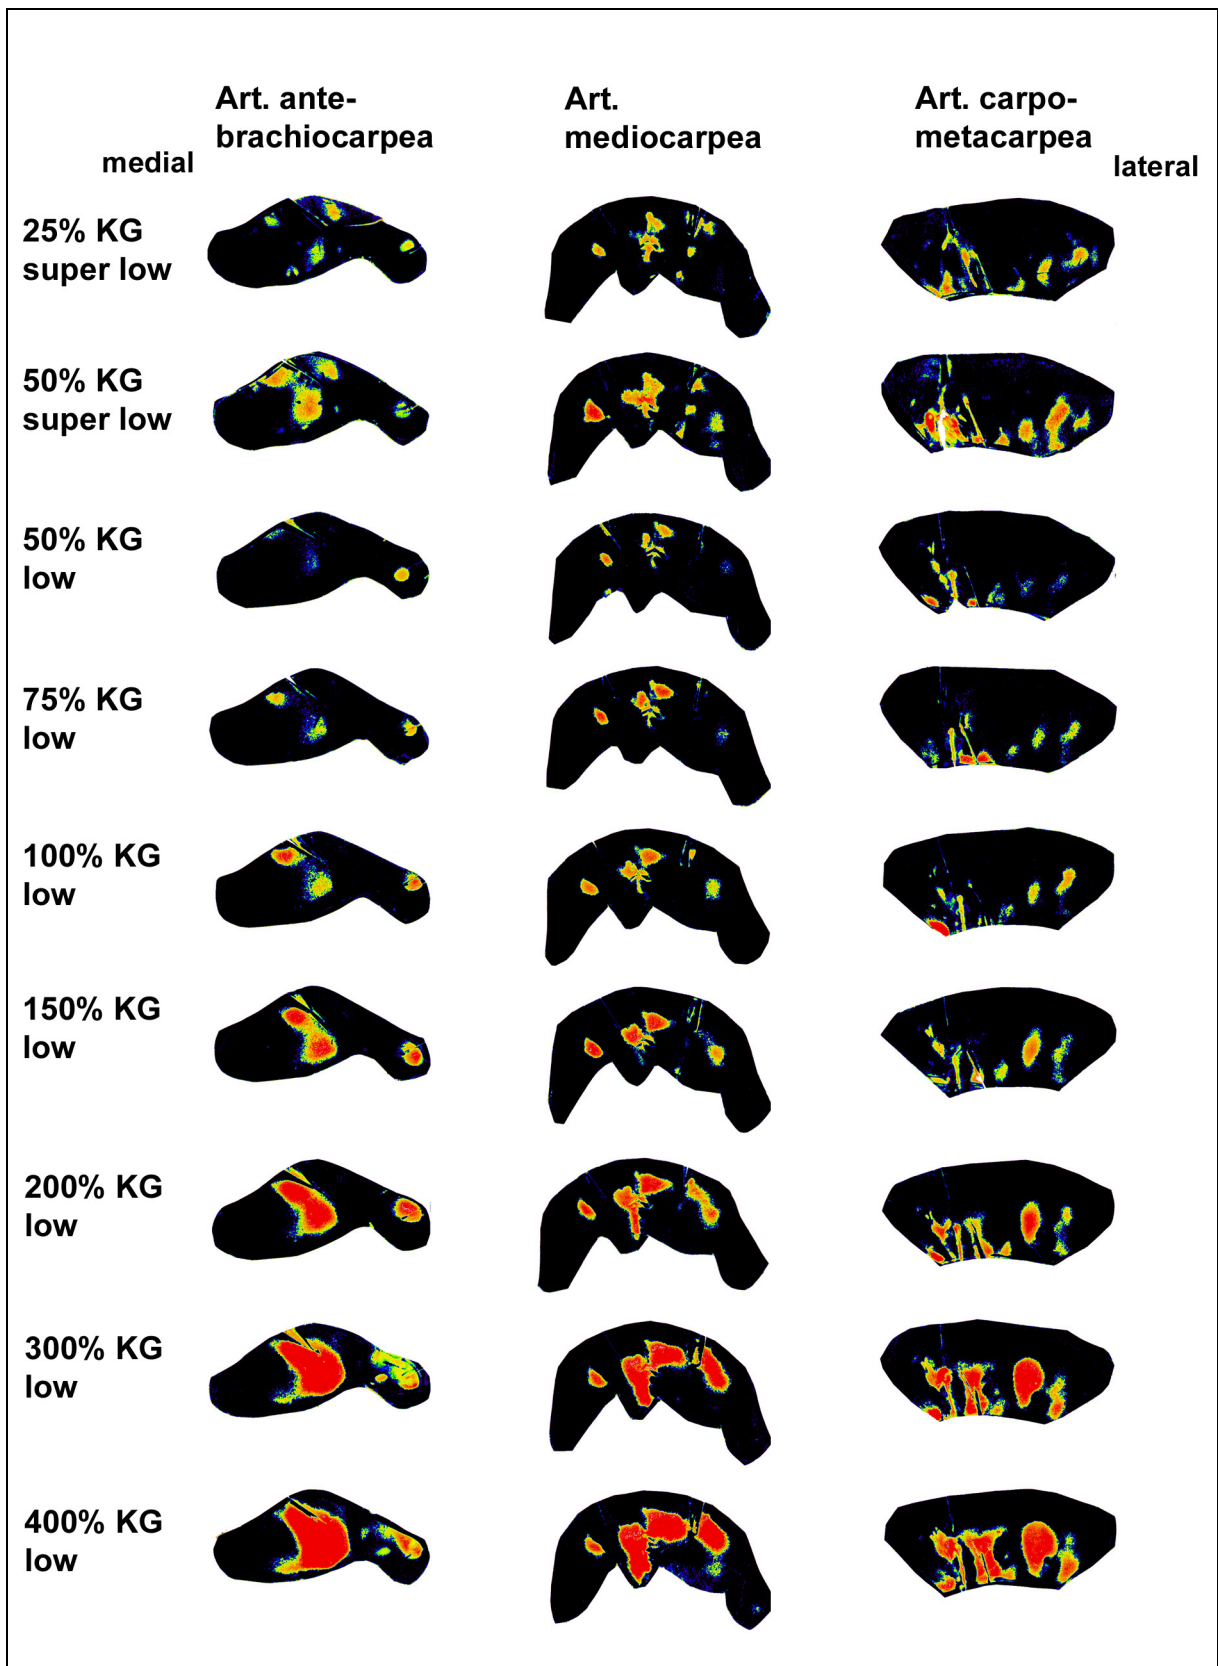 Art. ante-
brachiocarpea
Art.
mediocarpea
Art. carpo-
metacarpea
medial
lateral
25% KG
super low
50% KG
super low
50% KG
low
75% KG
low
100% KG
low
150% KG
low
200% KG
low
300% KG
low
400% KG
low